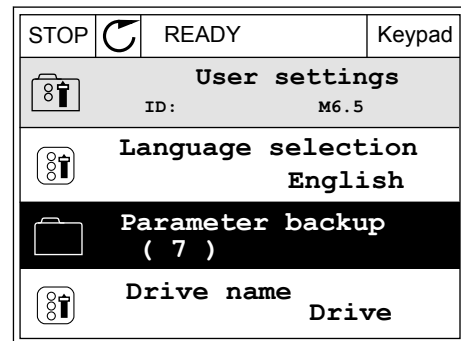 STOP READY Keypad
User settings
ID: M6.5
Language selection
English
Parameter backup
( 7 )
Drive name
Drive